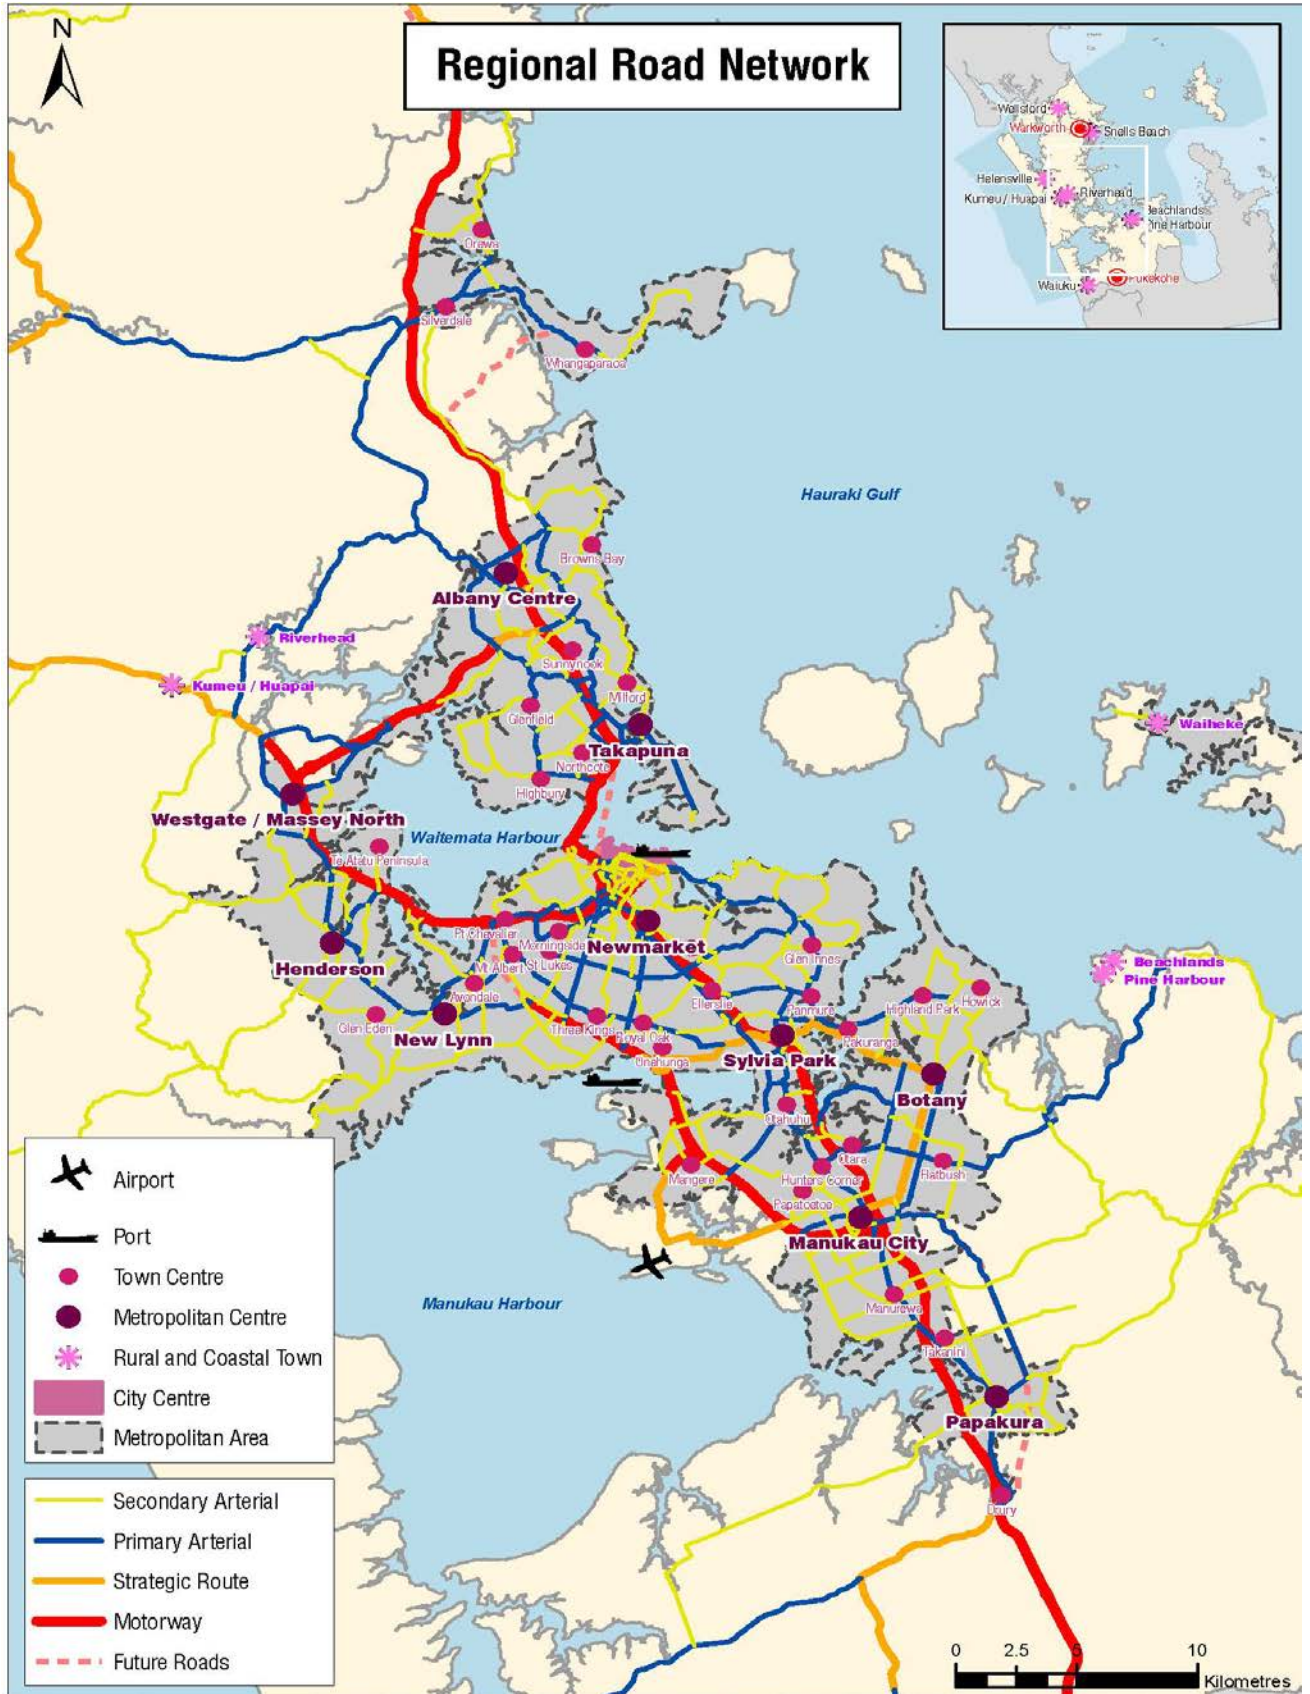 N
Regional Road Network
Wellsford
Warkworth
Snells Beach
Helensville
Riverhead
Kumeu / Huapai
Beachlands
Pine Harbour
Waiuku
Pukekohe
Orewa
Silverdale
Whangaparaoa
Hauraki Gulf
Browns Bay
Albany Centre
Riverhead
Sunnynook
Kumeu / Huapai
Milford
Glenfield
Waiheke
Takapuna
Northcote
Highbury
Westgate / Massey North
Waitemata Harbour
Te Atatu Peninsula
Pt Chevalier
Morningside
Newmarket
Glen Innes
Henderson
Mt Albert
St Lukes
Beachlands
Pine Harbour
Avondale
Ellerslie
Panmure
Highland Park
Howick
Glen Eden
New Lynn
Three Kings
Royal Oak
Pakuranga
Onehunga
Sylvia Park
Botany
Otahuhu
Otara
Mangere
Hunters Corner
Flatbush
Papatoetoe
Manukau City
Manukau Harbour
Manurewa
Takanini
Papakura
Drury
Airport
Port
Town Centre
Metropolitan Centre
Rural and Coastal Town
City Centre
Metropolitan Area
Secondary Arterial
Primary Arterial
Strategic Route
Motorway
Future Roads
0 2.5 5 10
Kilometres